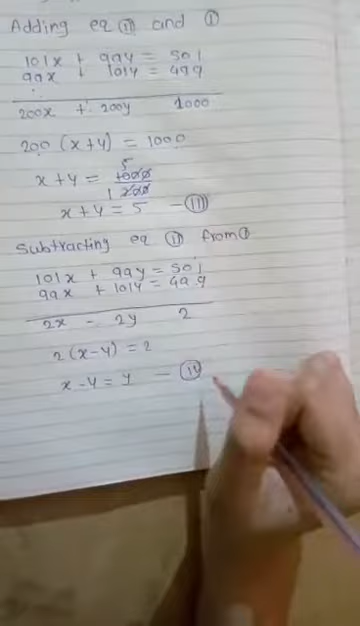 Adding eq (II) and (I)
101x + 99y = 501
99x + 101y = 499
200x + 200y 1000
200 (x+y) = 1000
x+y = 1000 5
1 200
x+y = 5 — (III)
Subtracting eq (II) from (I)
101x + 99y = 501
99x + 101y = 499
2x - 2y 2
2(x-y) = 2
x-y = y — (IV)